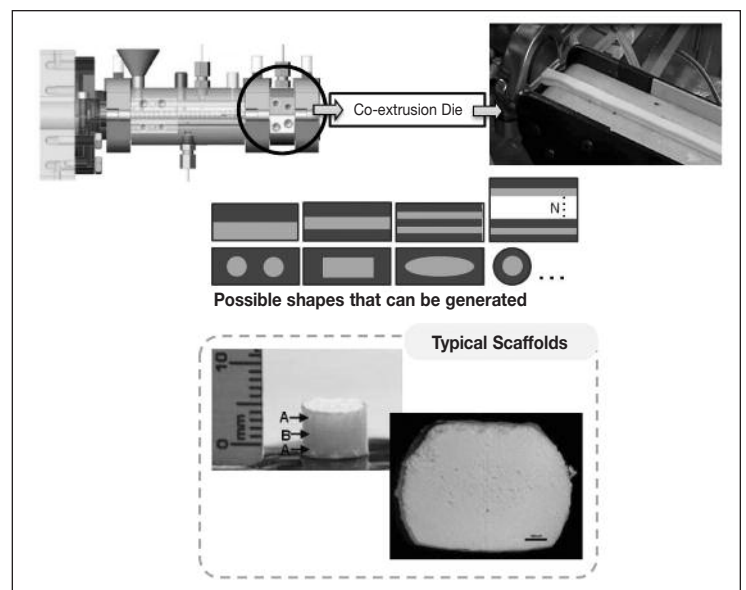 Co-extrusion Die
N
Possible shapes that can be generated
Typical Scaffolds
10
mm
0
A
B
A